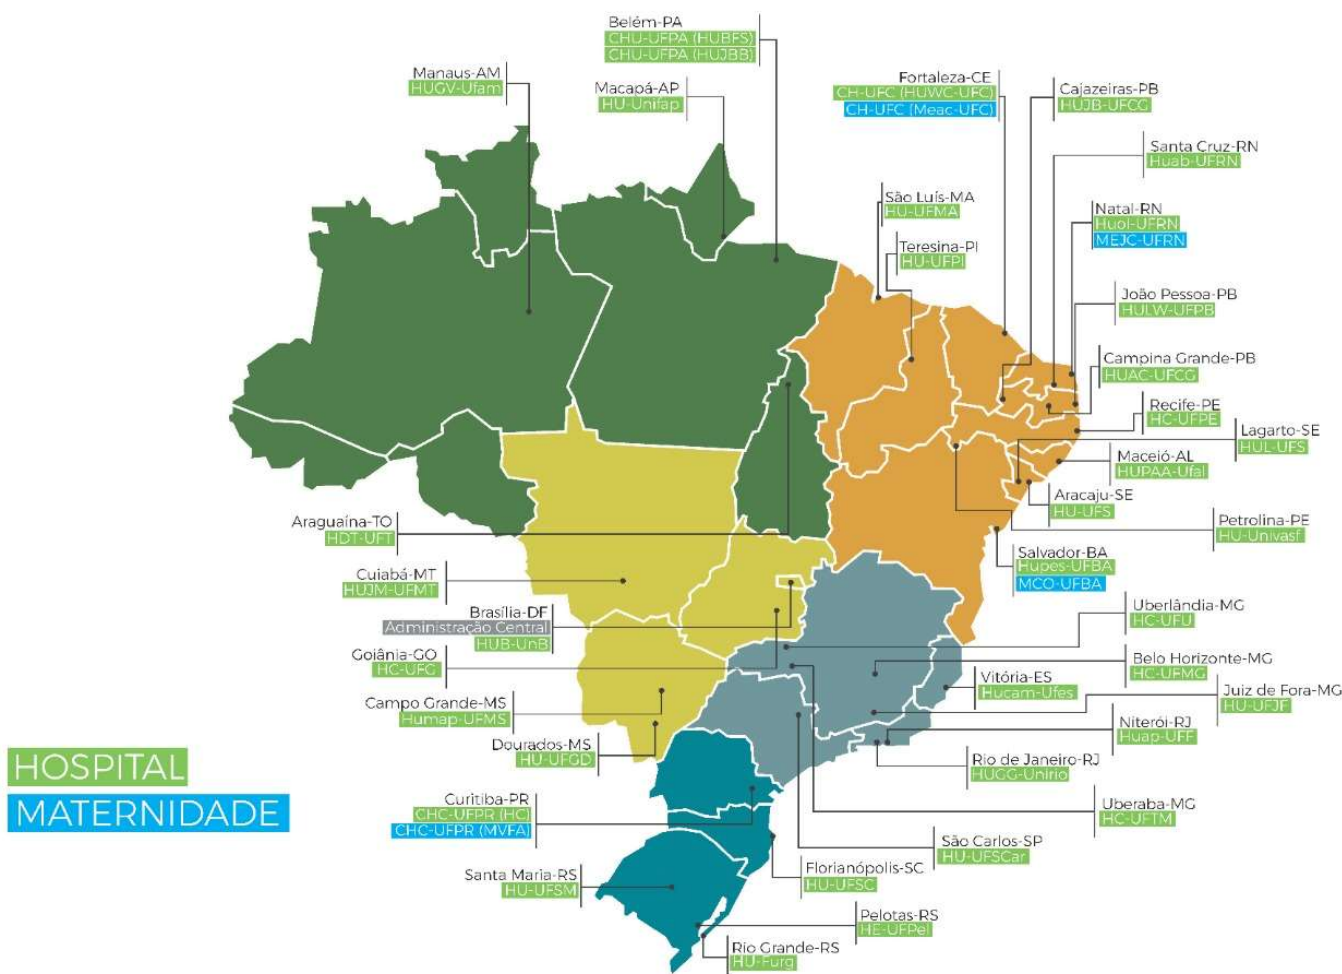 Belém-PA
CHU-UFPA (HUBFS)
CHU-UFPA (HUJBB)
Manaus-AM
HUGV-Ufam
Macapá-AP
HU-Unifap
Fortaleza-CE
CH-UFC (HUWC-UFC)
CH-UFC (Meac-UFC)
Cajazeiras-PB
HUJB-UFCG
Santa Cruz-RN
Huab-UFRN
São Luís-MA
HU-UFMA
Natal-RN
Huol-UFRN
MEJC-UFRN
Teresina-PI
HU-UFPI
João Pessoa-PB
HULW-UFPB
Campina Grande-PB
HUAC-UFCG
Recife-PE
HC-UFPE
Lagarto-SE
HUL-UFS
Maceió-AL
HUPAA-Ufal
Aracaju-SE
HU-UFS
Petrolina-PE
HU-Univasf
Araguaína-TO
HDT-UFT
Salvador-BA
Hupes-UFBA
MCO-UFBA
Cuiabá-MT
HUJM-UFMT
Brasília-DF
Administração Central
HUB-UnB
Uberlândia-MG
HC-UFU
Goiânia-GO
HC-UFG
Belo Horizonte-MG
HC-UFMG
Vitória-ES
Hucam-Ufes
Juiz de Fora-MG
HU-UFJF
Campo Grande-MS
Humap-UFMS
Niterói-RJ
Huap-UFF
Dourados-MS
HU-UFGD
Rio de Janeiro-RJ
HUGG-Unirio
HOSPITAL
MATERNIDADE
Curitiba-PR
CHC-UFPR (HC)
CHC-UFPR (MVFA)
Uberaba-MG
HC-UFTM
São Carlos-SP
HU-UFSCar
Florianópolis-SC
HU-UFSC
Santa Maria-RS
HU-UFSM
Pelotas-RS
HE-UFPel
Rio Grande-RS
HU-Furg